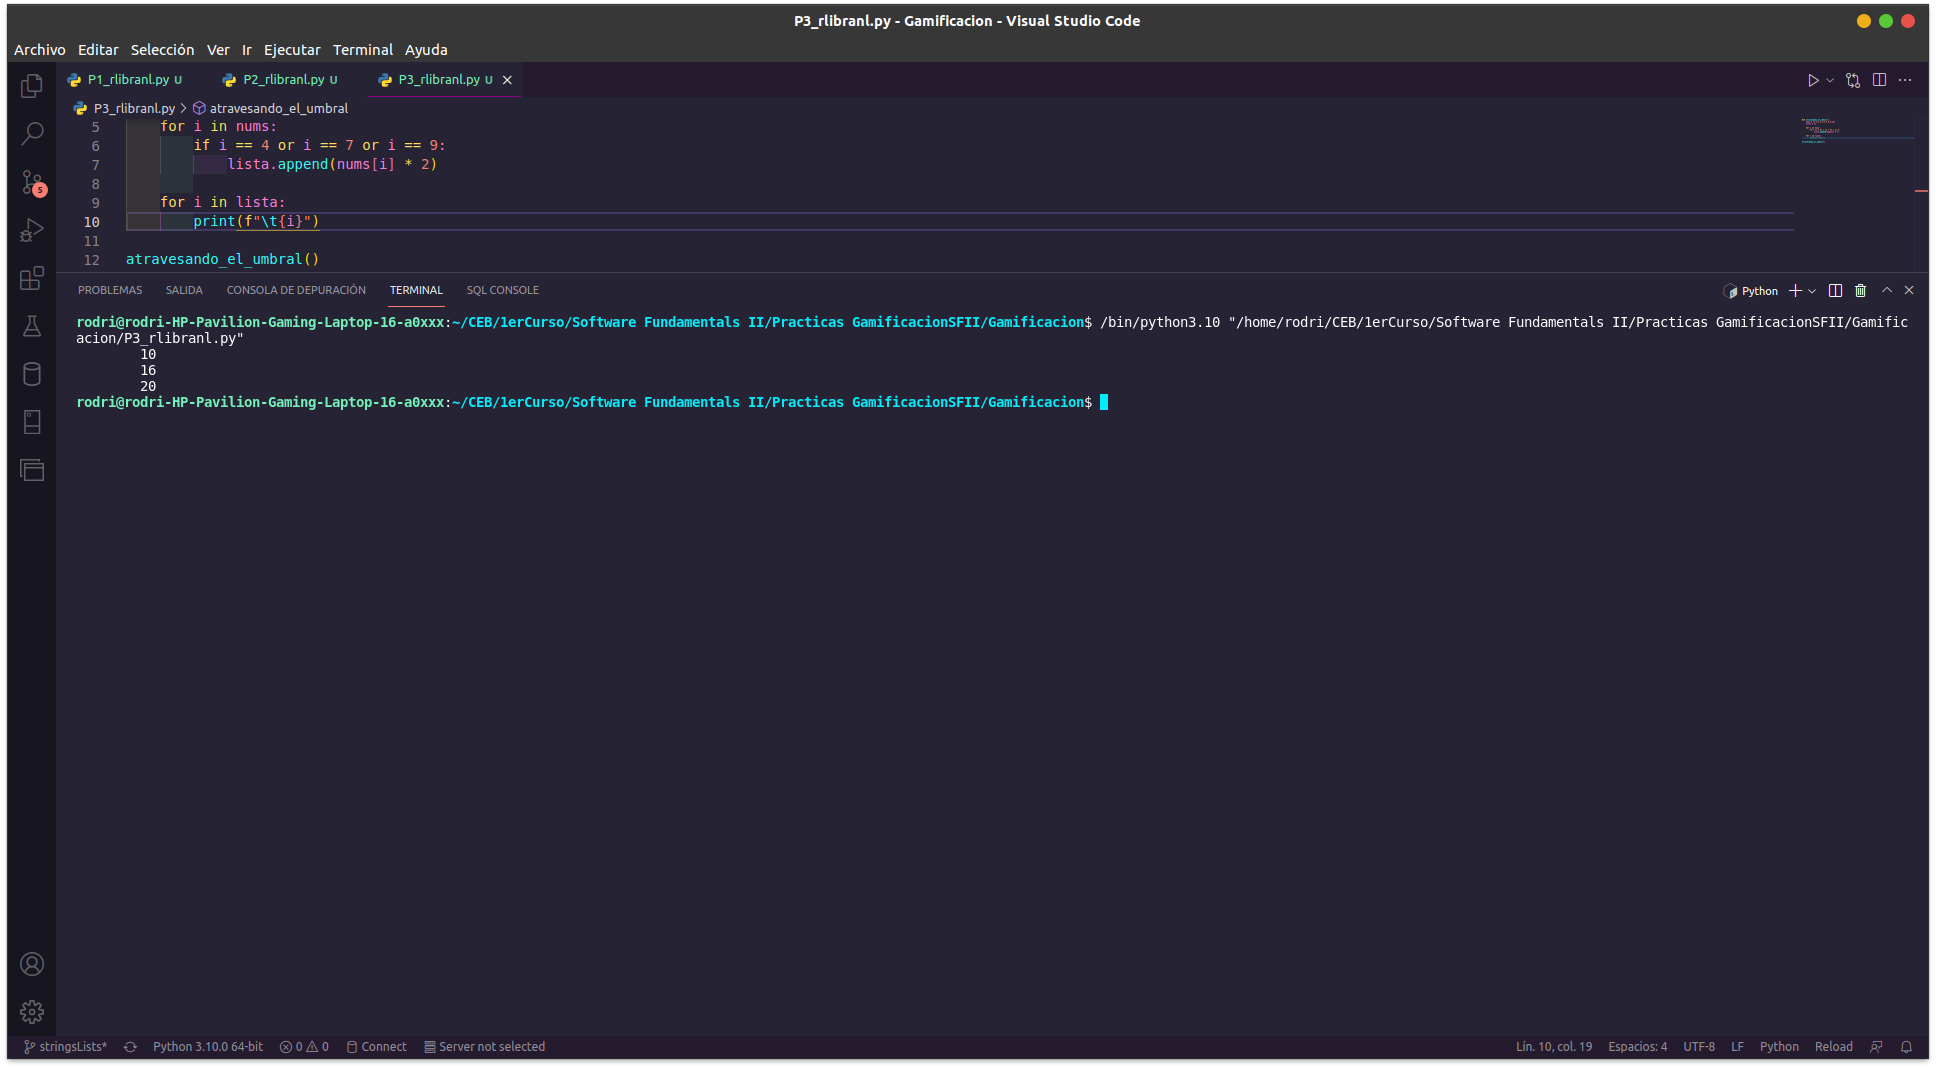 P3_rlibranl.py - Gamificacion - Visual Studio Code
Archivo Editar Selección Ver Ir Ejecutar Terminal Ayuda
P1_rlibranl.py U P2_rlibranl.py U P3_rlibranl.py U
P3_rlibranl.py > atravesando_el_umbral
5 for i in nums:
6 if i == 4 or i == 7 or i == 9:
7 lista.append(nums[i] * 2)
8
9 for i in lista:
10 print(f"\t{i}")
11
12 atravesando_el_umbral()
5
PROBLEMAS SALIDA CONSOLA DE DEPURACIÓN TERMINAL SQL CONSOLE Python
rodri@rodri-HP-Pavilion-Gaming-Laptop-16-a0xxx:~/CEB/1erCurso/Software Fundamentals II/Practicas GamificacionSFII/Gamificacion$ /bin/python3.10 "/home/rodri/CEB/1erCurso/Software Fundamentals II/Practicas GamificacionSFII/Gamific
acion/P3_rlibranl.py"
10
16
20
rodri@rodri-HP-Pavilion-Gaming-Laptop-16-a0xxx:~/CEB/1erCurso/Software Fundamentals II/Practicas GamificacionSFII/Gamificacion$
stringsLists* Python 3.10.0 64-bit 0 0 Connect Server not selected Lín. 10, col. 19 Espacios: 4 UTF-8 LF Python Reload